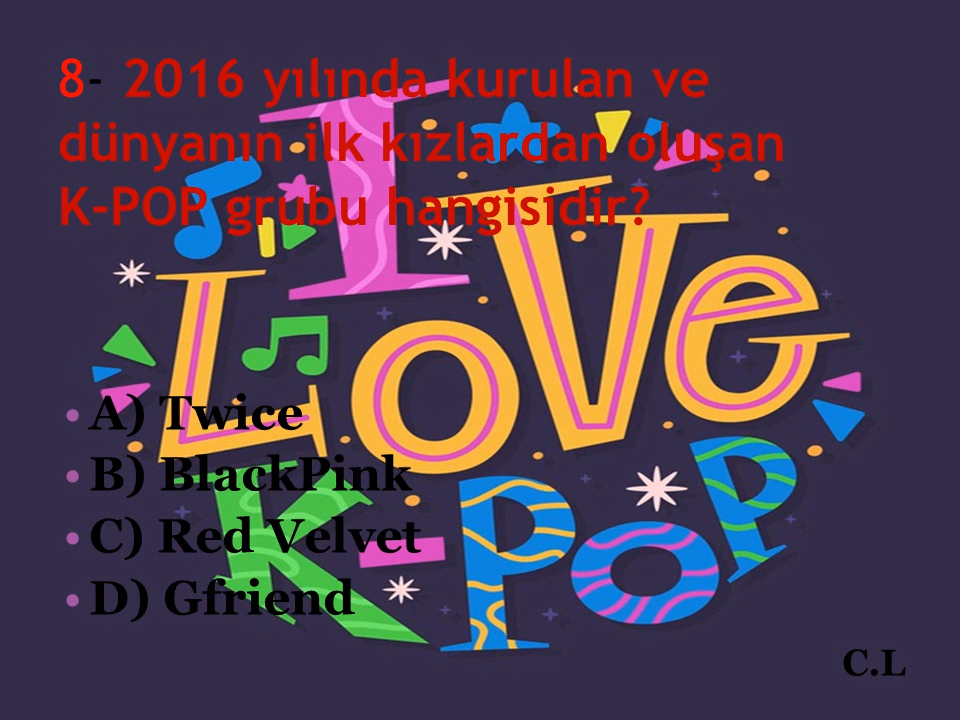 8- 2016 yılında kurulan ve
dünyanın ilk kızlardan oluşan
K-POP grubu hangisidir?
I
LOVE
K-POP
• A) Twice
• B) BlackPink
• C) Red Velvet
• D) Gfriend
C.L